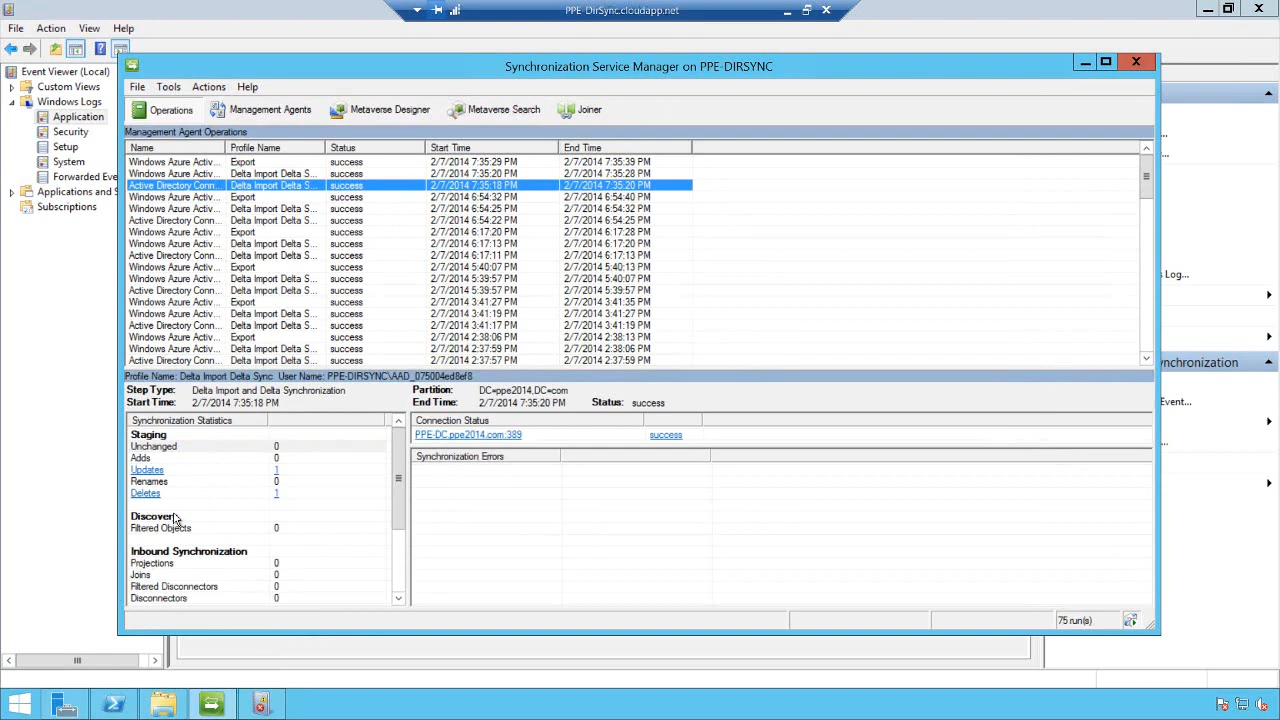 PPE-DirSync.cloudapp.net
File Action View Help
Event Viewer (Local)
Custom Views
Windows Logs
Application
Security
Setup
System
Forwarded Eve
Applications and S
Subscriptions
Synchronization Service Manager on PPE-DIRSYNC
File Tools Actions Help
Operations Management Agents Metaverse Designer Metaverse Search Joiner
Management Agent Operations
Name Profile Name Status Start Time End Time
Windows Azure Activ... Export success 2/7/2014 7:35:29 PM 2/7/2014 7:35:39 PM
Windows Azure Activ... Delta Import Delta S... success 2/7/2014 7:35:20 PM 2/7/2014 7:35:28 PM
Active Directory Conn... Delta Import Delta S... success 2/7/2014 7:35:18 PM 2/7/2014 7:35:20 PM
Windows Azure Activ... Export success 2/7/2014 6:54:32 PM 2/7/2014 6:54:40 PM
Windows Azure Activ... Delta Import Delta S... success 2/7/2014 6:54:25 PM 2/7/2014 6:54:32 PM
Active Directory Conn... Delta Import Delta S... success 2/7/2014 6:54:22 PM 2/7/2014 6:54:25 PM
Windows Azure Activ... Export success 2/7/2014 6:17:20 PM 2/7/2014 6:17:28 PM
Windows Azure Activ... Delta Import Delta S... success 2/7/2014 6:17:13 PM 2/7/2014 6:17:20 PM
Active Directory Conn... Delta Import Delta S... success 2/7/2014 6:17:11 PM 2/7/2014 6:17:13 PM
Windows Azure Activ... Export success 2/7/2014 5:40:07 PM 2/7/2014 5:40:13 PM
Windows Azure Activ... Delta Import Delta S... success 2/7/2014 5:39:57 PM 2/7/2014 5:40:07 PM
Active Directory Conn... Delta Import Delta S... success 2/7/2014 5:39:57 PM 2/7/2014 5:39:57 PM
Windows Azure Activ... Export success 2/7/2014 3:41:27 PM 2/7/2014 3:41:35 PM
Windows Azure Activ... Delta Import Delta S... success 2/7/2014 3:41:19 PM 2/7/2014 3:41:27 PM
Active Directory Conn... Delta Import Delta S... success 2/7/2014 3:41:17 PM 2/7/2014 3:41:19 PM
Windows Azure Activ... Export success 2/7/2014 2:38:06 PM 2/7/2014 2:38:13 PM
Windows Azure Activ... Delta Import Delta S... success 2/7/2014 2:37:59 PM 2/7/2014 2:38:06 PM
Active Directory Conn... Delta Import Delta S... success 2/7/2014 2:37:57 PM 2/7/2014 2:37:59 PM
Profile Name: Delta Import Delta Sync User Name: PPE-DIRSYNC\AAD_075004ed8ef8
Step Type: Delta Import and Delta Synchronization Partition: DC=ppe2014,DC=com
Start Time: 2/7/2014 7:35:18 PM End Time: 2/7/2014 7:35:20 PM Status: success
Synchronization Statistics
Staging
Unchanged 0
Adds 0
Updates 1
Renames 0
Deletes 1
Discovery
Filtered Objects 0
Inbound Synchronization
Projections 0
Joins 0
Filtered Disconnectors 0
Disconnectors 0
Connection Status
PPE-DC.ppe2014.com:389 success
Synchronization Errors
75 run(s)
s Log...
ynchronization
Event...